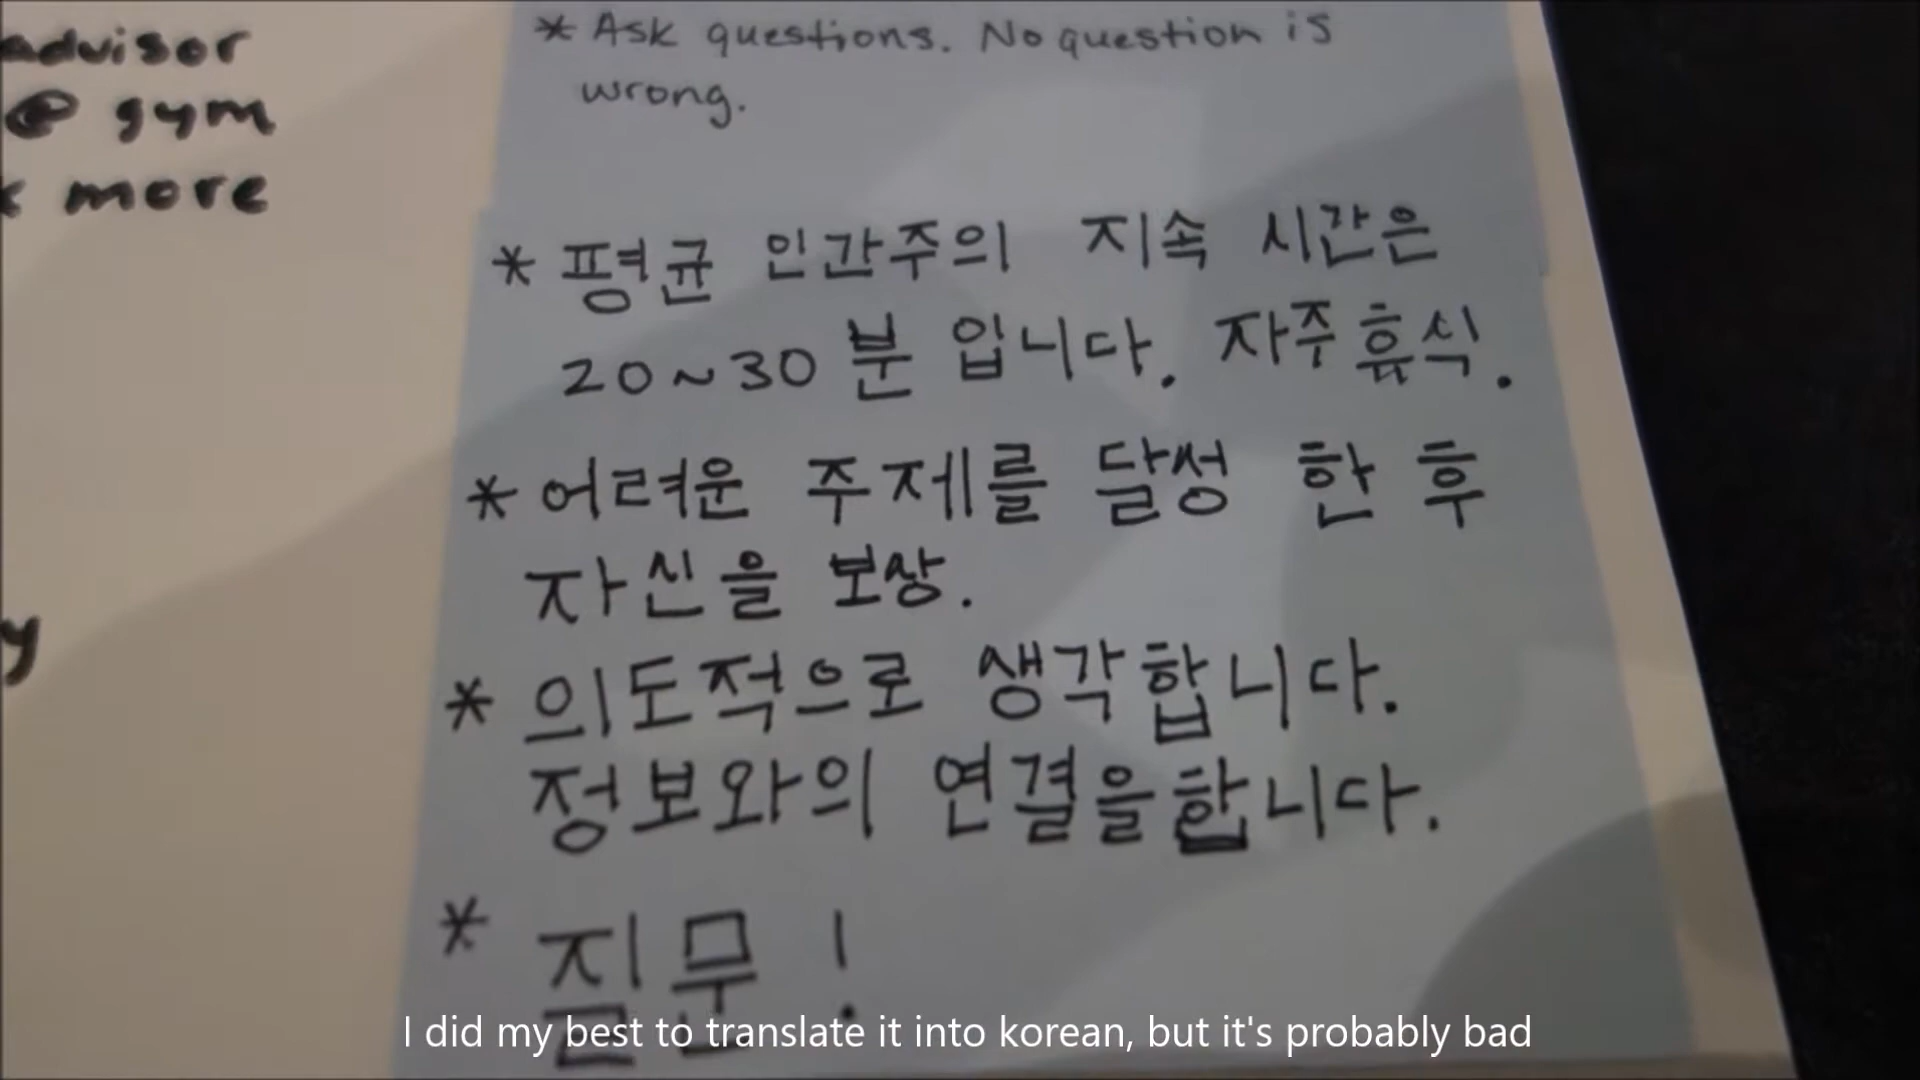 advisor
@ gym
more
y
* Ask questions. No question is
wrong.
* 평균 인간주의 지속 시간은
20~30 분 입니다. 자주 휴식.
* 어려운 주제를 달성 한 후
자신을 보상.
* 의도적으로 생각합니다.
정보와의 연결을합니다.
* 질문!
I did my best to translate it into korean, but it's probably bad